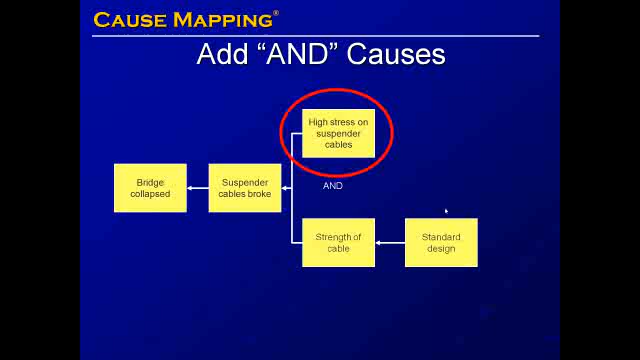 CAUSE MAPPING®
Add “AND” Causes
High stress on
suspender
cables
Bridge
collapsed
Suspender
cables broke
AND
Strength of
cable
Standard
design